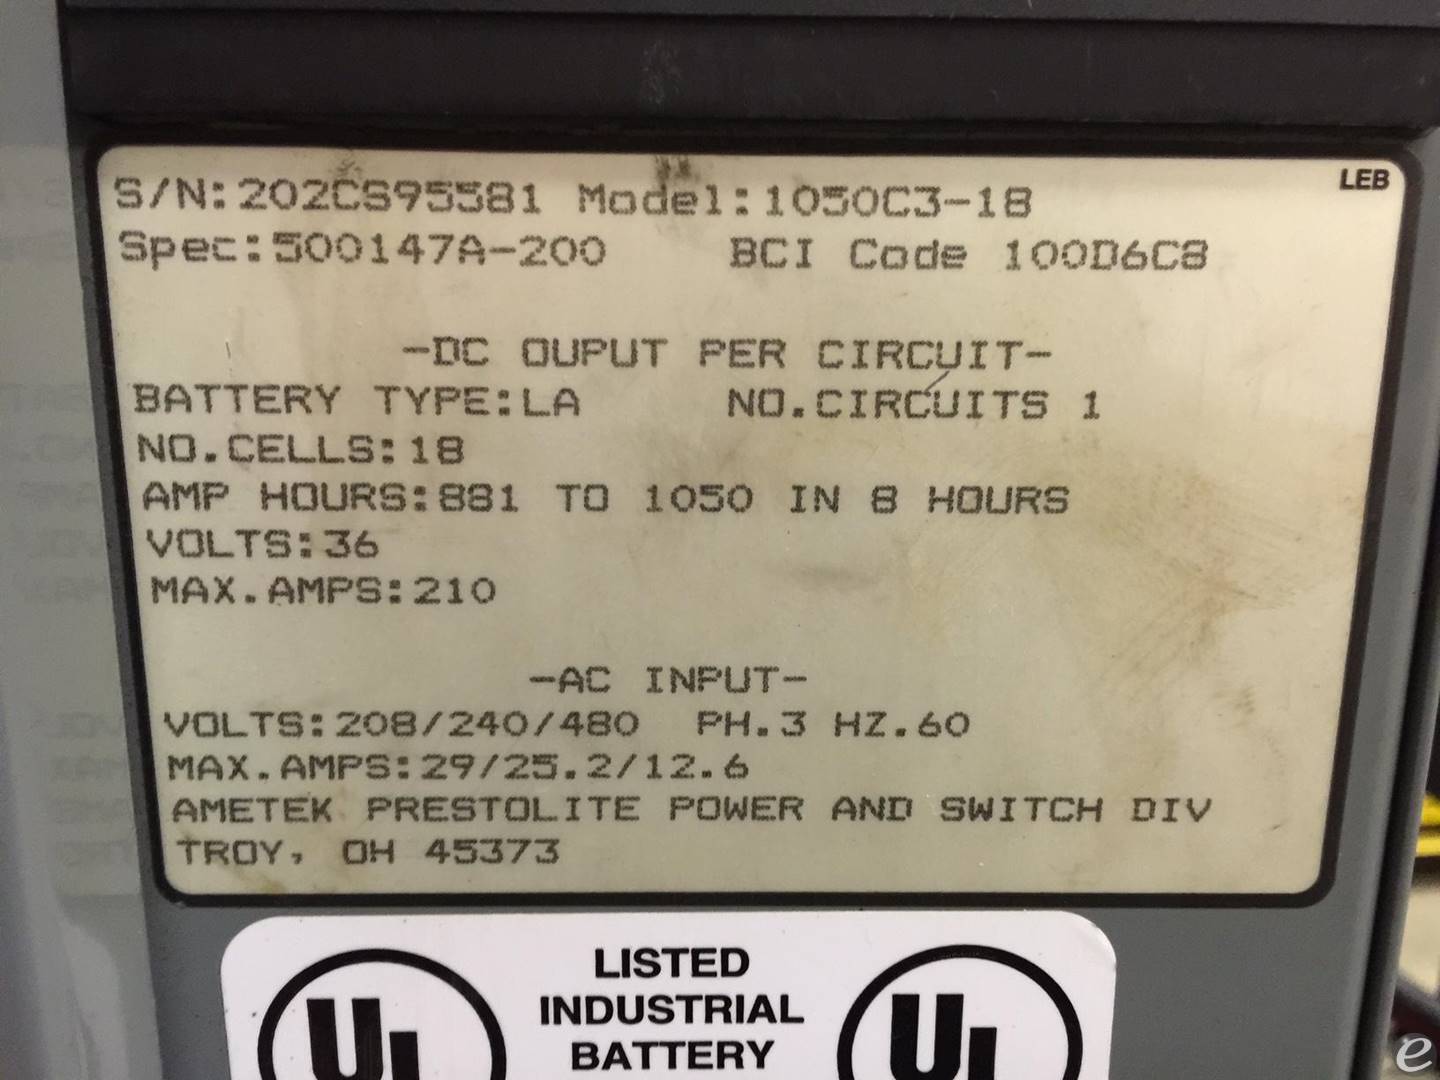 LEB
S/N:202CS95581 Model:1050C3-18
Spec:500147A-200 BCI Code 100D6C8
-DC OUPUT PER CIRCUIT-
BATTERY TYPE:LA NO.CIRCUITS 1
NO.CELLS:18
AMP HOURS:881 TO 1050 IN 8 HOURS
VOLTS:36
MAX.AMPS:210
-AC INPUT-
VOLTS:208/240/480 PH.3 HZ.60
MAX.AMPS:29/25.2/12.6
AMETEK PRESTOLITE POWER AND SWITCH DIV
TROY, OH 45373
LISTED
INDUSTRIAL
BATTERY
UL UL
e